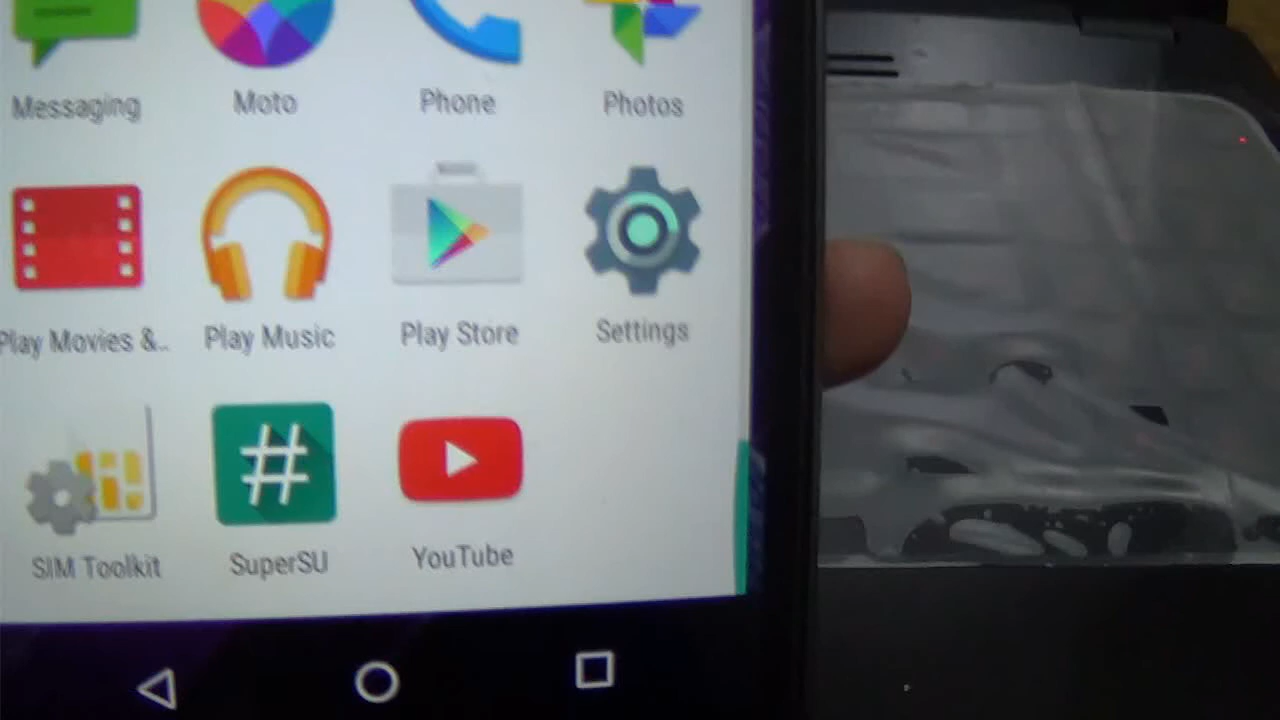 Messaging
Moto
Phone
Photos
Play Movies &..
Play Music
Play Store
Settings
SIM Toolkit
#
SuperSU
YouTube